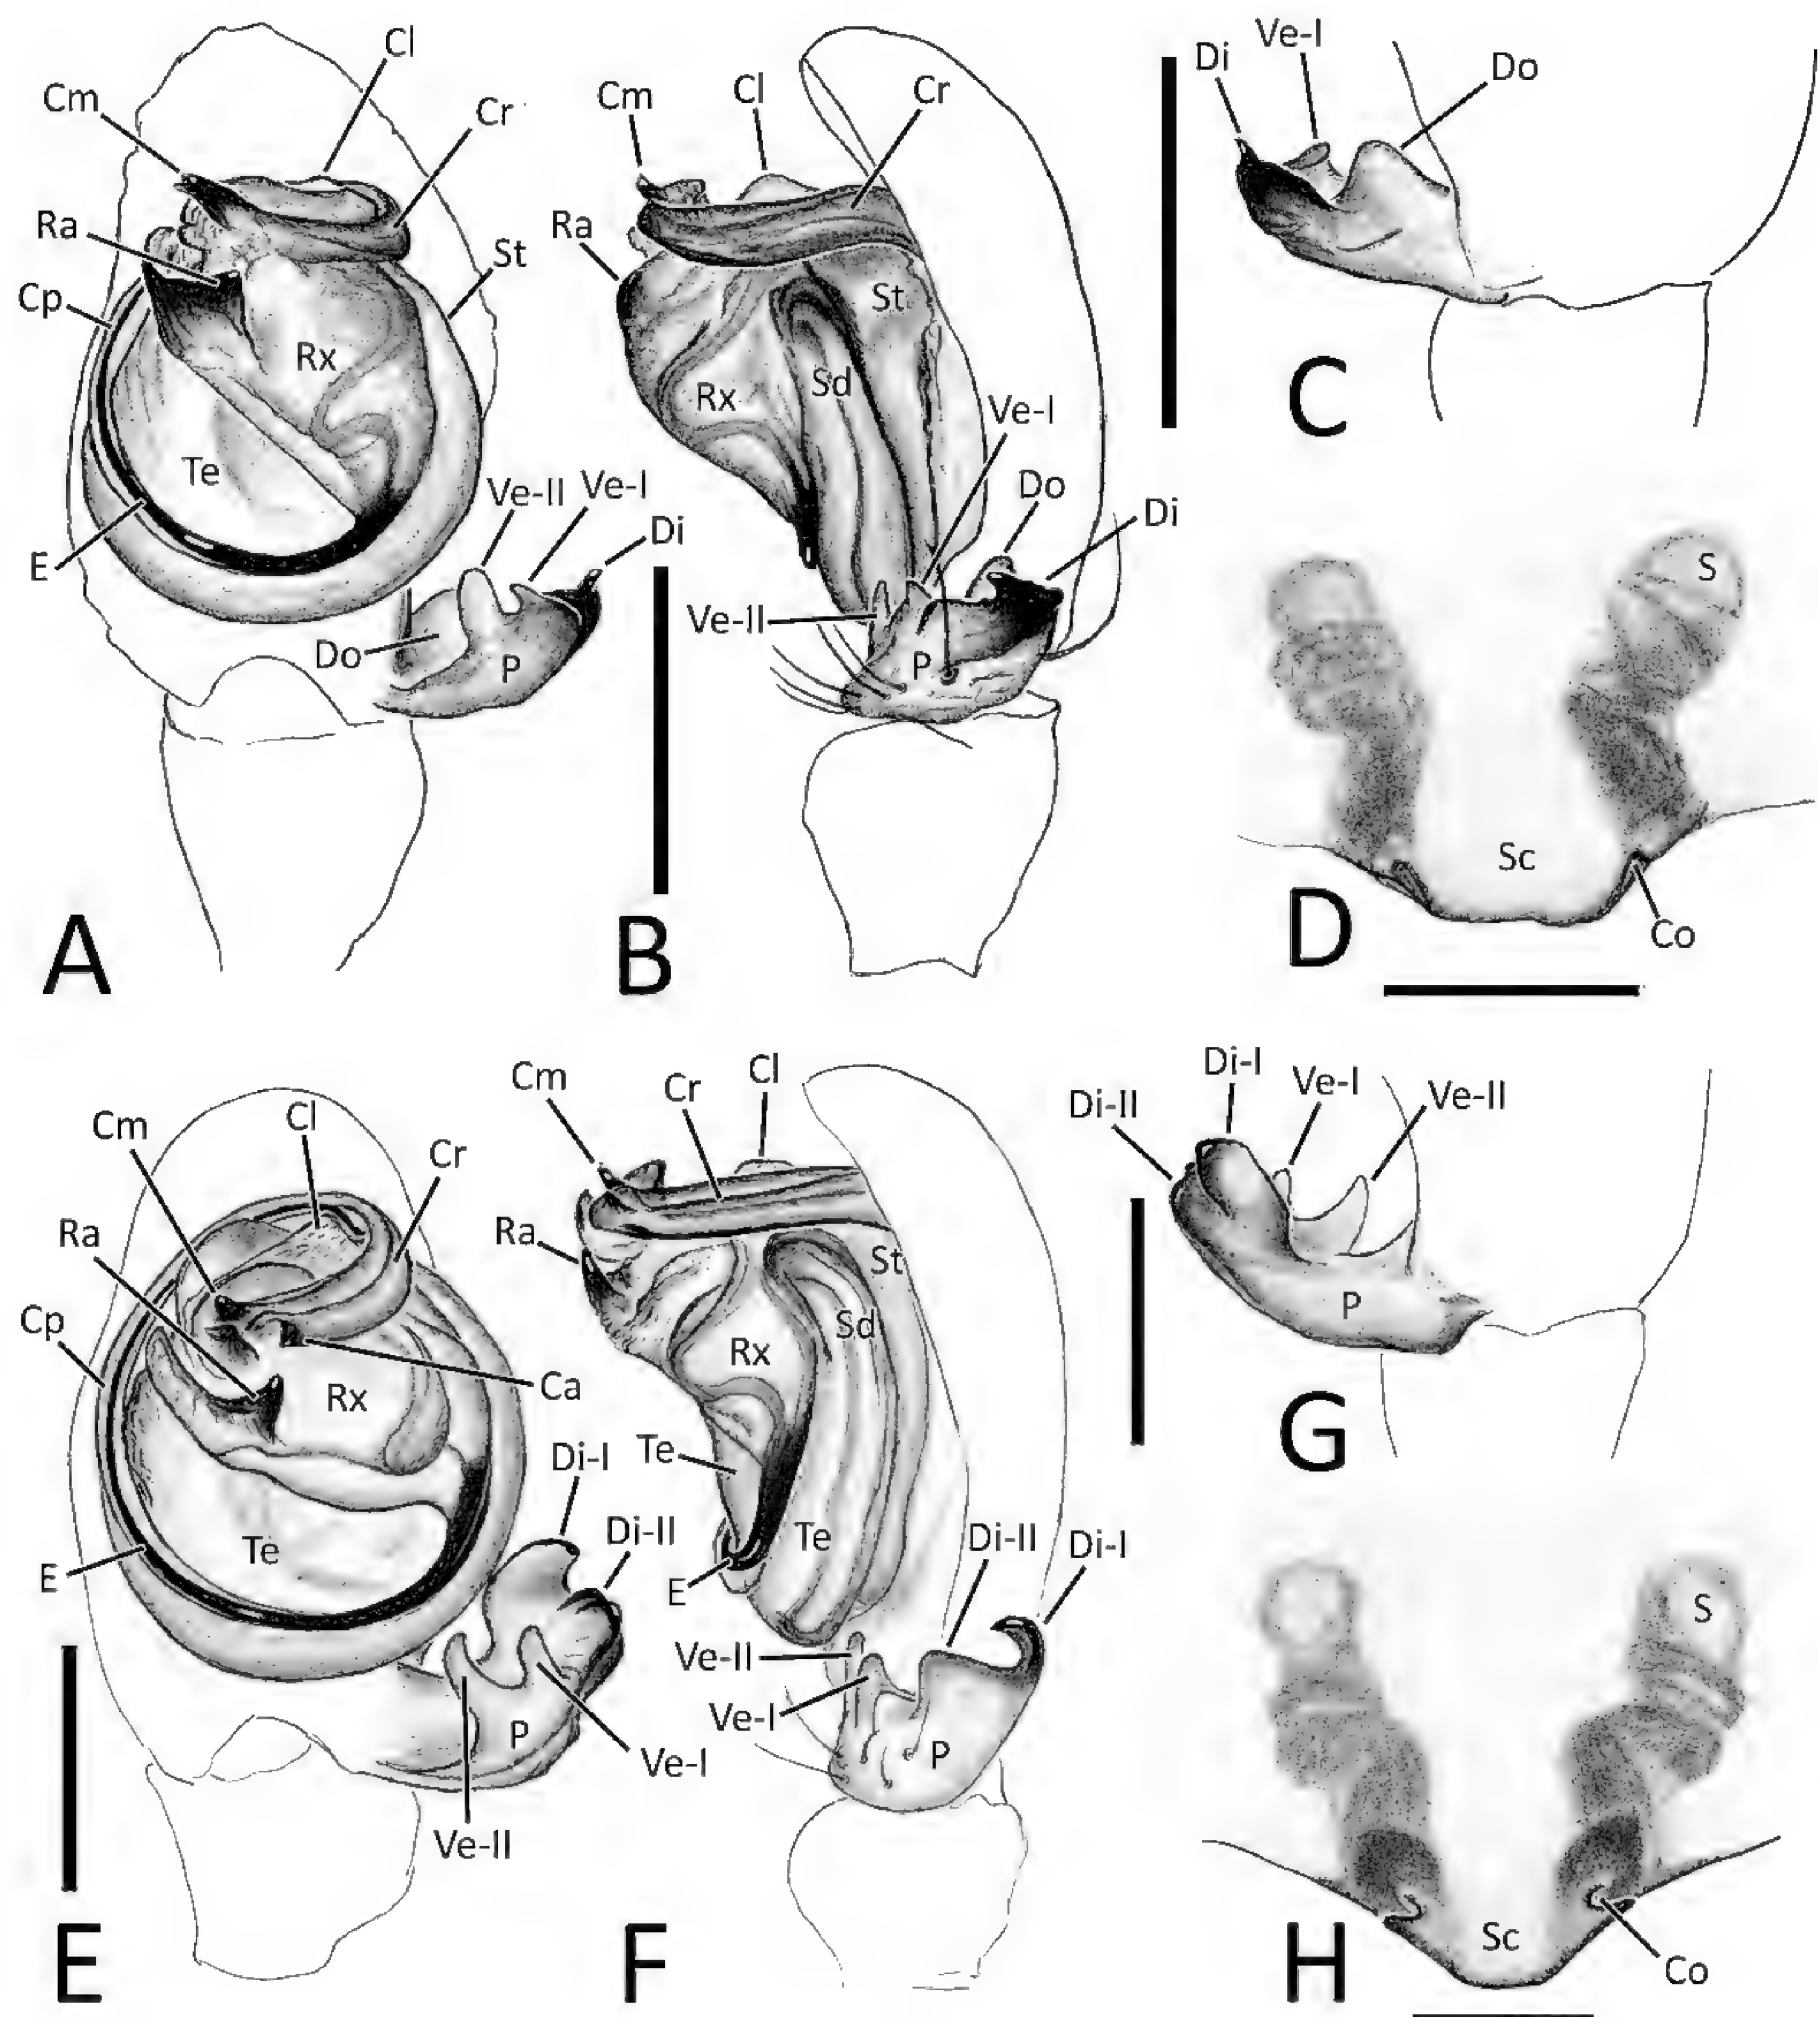 Cl
Cm
Cr
Ra
St
Cp
Rx
Te
Ve-II
Ve-I
Di
E
Do
P
A
Cm
Cl
Cr
Ra
St
Rx
Sd
Ve-I
Do
Di
Ve-II
P
B
Di
Ve-I
Do
C
S
Sc
Co
D
Cm
Cl
Cr
Ra
Cp
Rx
Ca
Di-I
Di-II
Te
E
P
Ve-I
Ve-II
E
Cm
Cr
Cl
Ra
St
Sd
Rx
Te
Te
Di-II
Di-I
E
Ve-II
Ve-I
P
F
Di-II
Di-I
Ve-I
Ve-II
P
G
S
Sc
Co
H